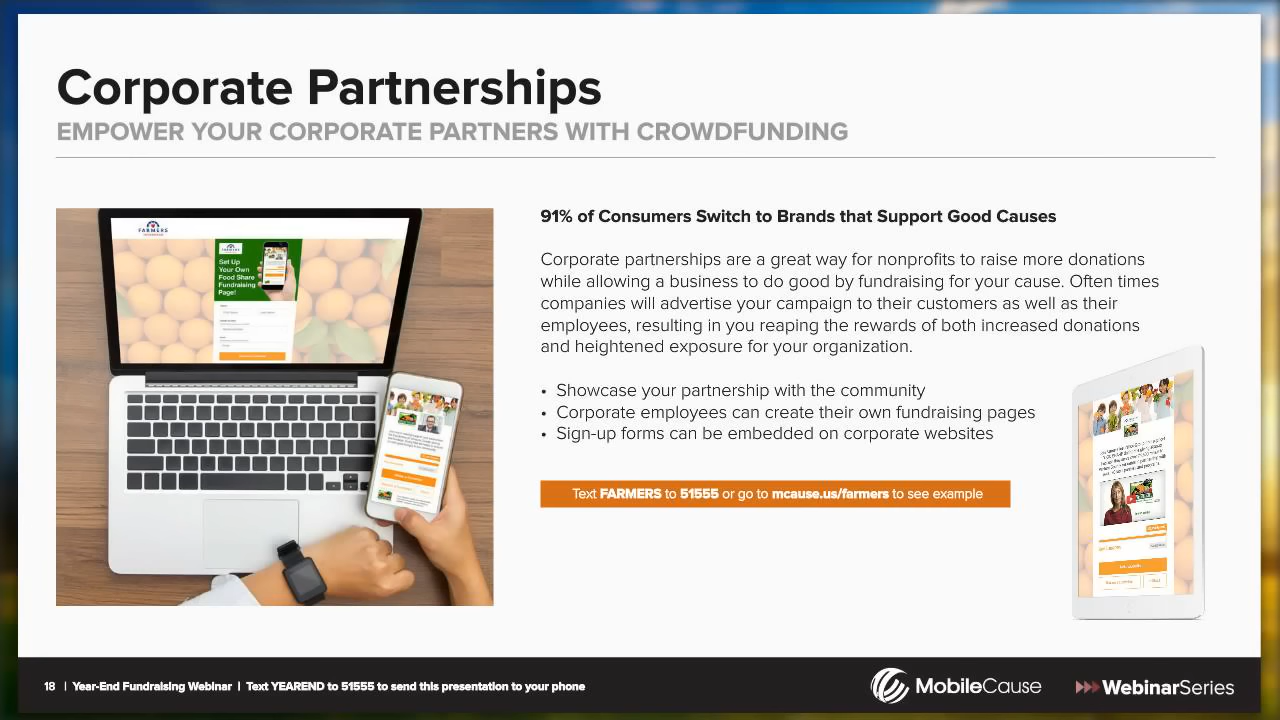 Corporate Partnerships
EMPOWER YOUR CORPORATE PARTNERS WITH CROWDFUNDING
FARMERS
Set Up
Your Own
Food Share
Fundraising
Page!
91% of Consumers Switch to Brands that Support Good Causes
Corporate partnerships are a great way for nonprofits to raise more donations
while allowing a business to do good by fundraising for your cause. Often times
companies will advertise your campaign to their customers as well as their
employees, resulting in you reaping the rewards of both increased donations
and heightened exposure for your organization.
• Showcase your partnership with the community
• Corporate employees can create their own fundraising pages
• Sign-up forms can be embedded on corporate websites
Text FARMERS to 51555 or go to mcause.us/farmers to see example
18 | Year-End Fundraising Webinar | Text YEAREND to 51555 to send this presentation to your phone
MobileCause
WebinarSeries